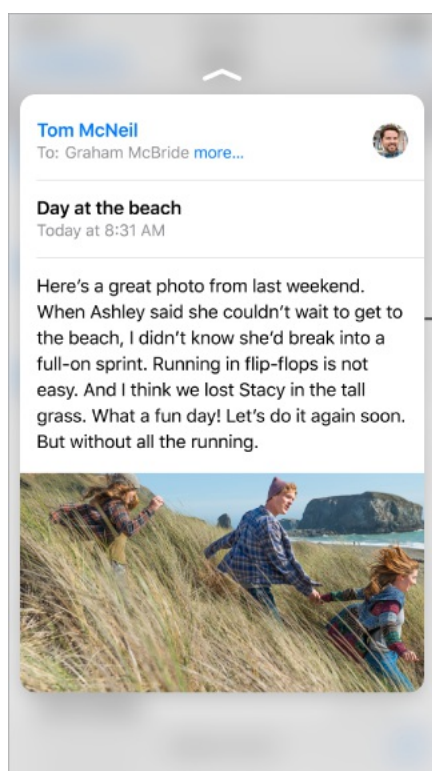 Tom McNeil
To: Graham McBride more...
Day at the beach
Today at 8:31 AM
Here’s a great photo from last weekend.
When Ashley said she couldn’t wait to get to
the beach, I didn’t know she’d break into a
full-on sprint. Running in flip-flops is not
easy. And I think we lost Stacy in the tall
grass. What a fun day! Let’s do it again soon.
But without all the running.